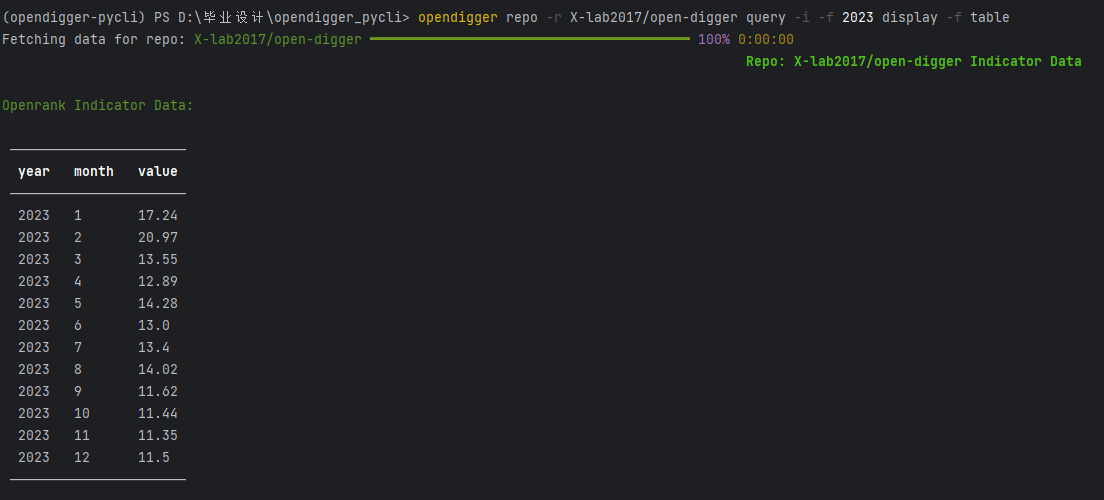 (opendigger-pycli) PS D:\毕业设计\opendigger_pycli> opendigger repo -r X-lab2017/open-digger query -i -f 2023 display -f table
Fetching data for repo: X-lab2017/open-digger 100% 0:00:00
Repo: X-lab2017/open-digger Indicator Data
Openrank Indicator Data:
year month value
2023 1 17.24
2023 2 20.97
2023 3 13.55
2023 4 12.89
2023 5 14.28
2023 6 13.0
2023 7 13.4
2023 8 14.02
2023 9 11.62
2023 10 11.44
2023 11 11.35
2023 12 11.5